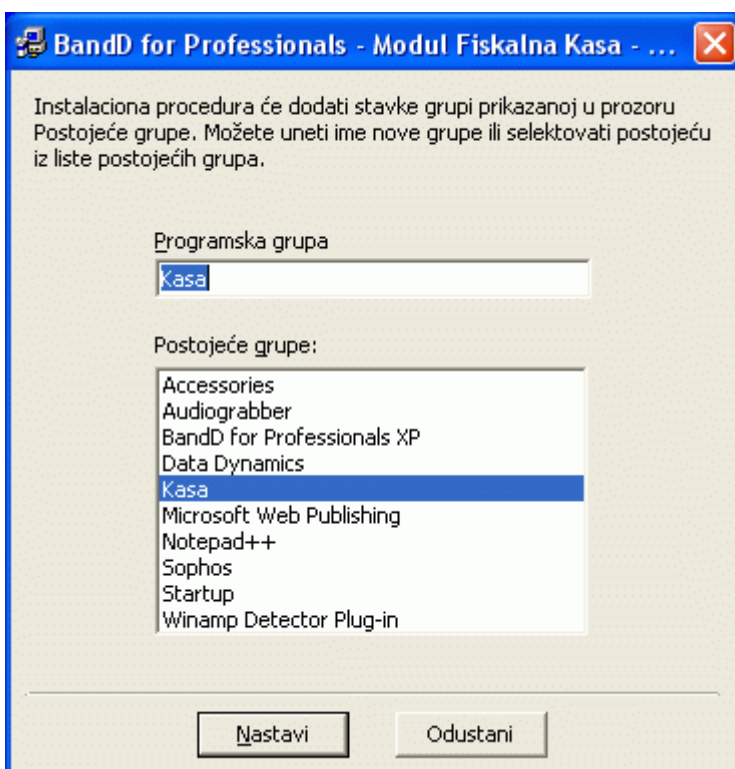 BandD for Professionals - Modul Fiskalna Kasa - ...
Instalaciona procedura će dodati stavke grupi prikazanoj u prozoru
Postojeće grupe. Možete uneti ime nove grupe ili selektovati postojeću
iz liste postojećih grupa.
Programska grupa
Kasa
Postojeće grupe:
Accessories
Audiograbber
BandD for Professionals XP
Data Dynamics
Kasa
Microsoft Web Publishing
Notepad++
Sophos
Startup
Winamp Detector Plug-in
Nastavi
Odustani